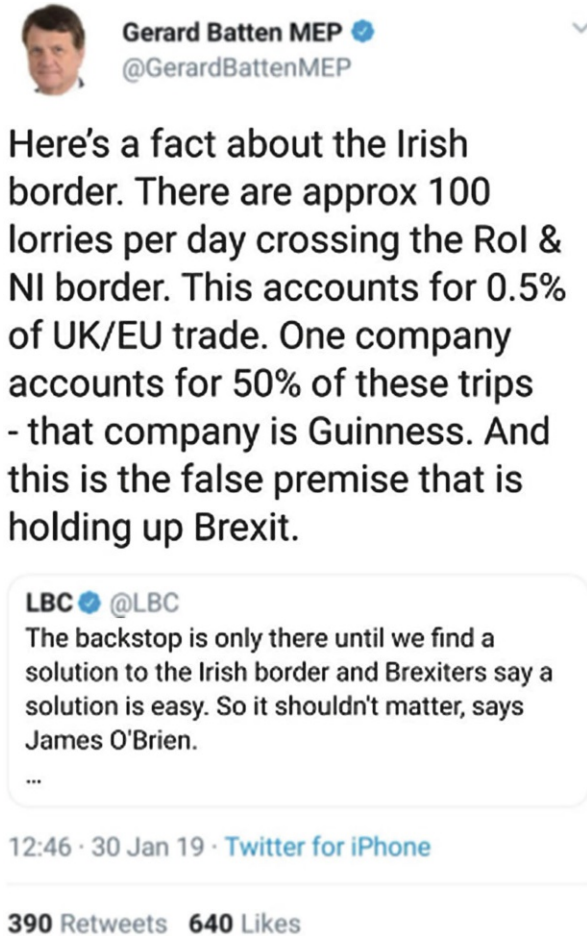 Gerard Batten MEP
@GerardBattenMEP
Here's a fact about the Irish
border. There are approx 100
lorries per day crossing the RoI &
NI border. This accounts for 0.5%
of UK/EU trade. One company
accounts for 50% of these trips
- that company is Guinness. And
this is the false premise that is
holding up Brexit.
LBC @LBC
The backstop is only there until we find a
solution to the Irish border and Brexiters say a
solution is easy. So it shouldn't matter, says
James O'Brien.
...
12:46 · 30 Jan 19 · Twitter for iPhone
390 Retweets 640 Likes